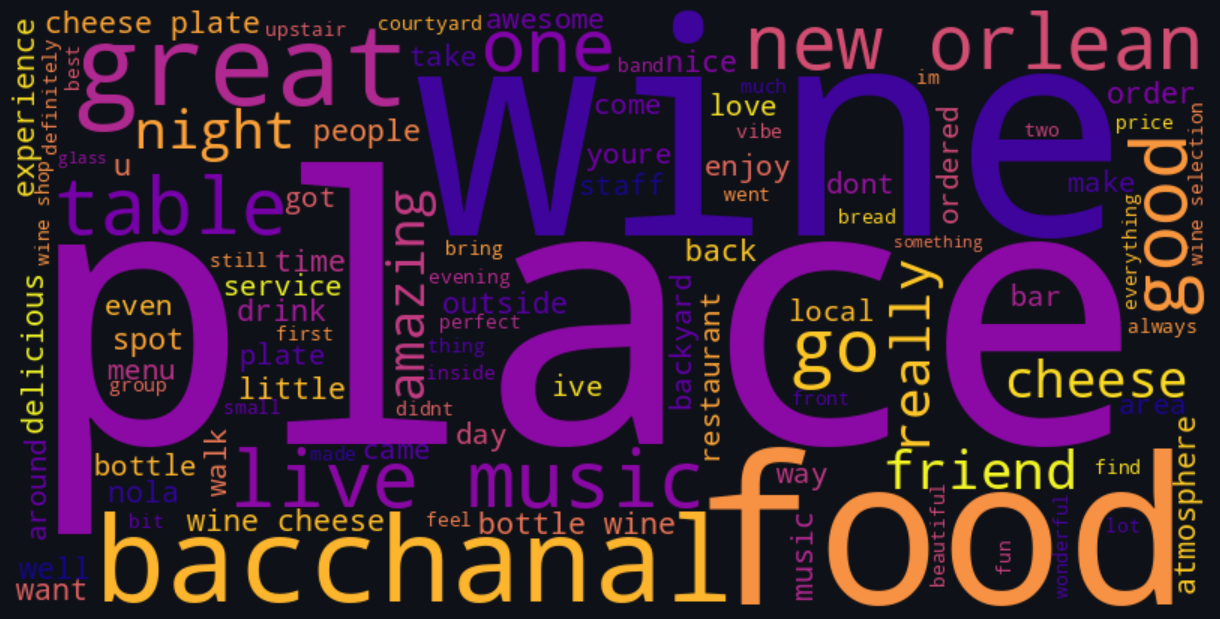 cheese plate
upstair
courtyard
awesome
great
take
one
band
nice
new orlean
best
experience
definitely
wine
much
im
come
love
order
night
people
vibe
two
price
glass
u
youre
enjoy
ordered
staff
went
dont
make
good
wine selection
wine shop
table
got
bread
bring
back
something
everything
place
amazing
still
time
evening
service
outside
backyard
restaurant
local
really
bar
always
delicious
even
drink
first
perfect
spot
plate
thing
go
menu
group
little
inside
ive
front
cheese
area
small
didnt
day
around
walk
made
came
bottle
live music
way
friend
find
atmosphere
nola
bit
wine cheese
feel
bottle wine
food
music
beautiful
fun
wonderful
lot
well
want
bacchanal